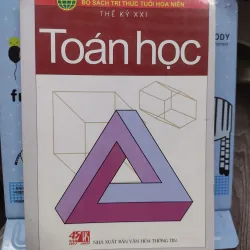 BỘ SÁCH TRI THỨC TUỔI HOA NIÊN
THẾ KỶ XXI
Toán học
NHÀ XUẤT BẢN VĂN HÓA-THÔNG TIN